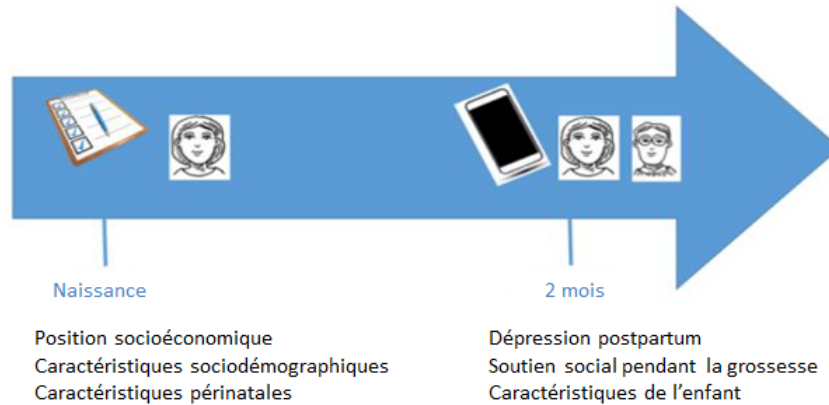 Naissance
2 mois
Position socioéconomique
Caractéristiques sociodémographiques
Caractéristiques périnatales
Dépression postpartum
Soutien social pendant la grossesse
Caractéristiques de l'enfant